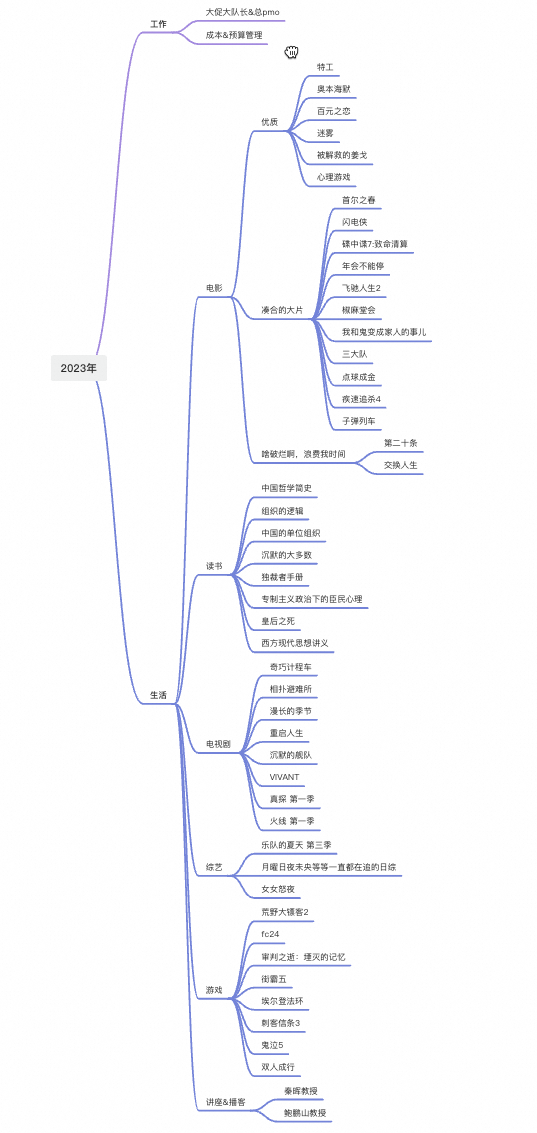 2023年
工作
大促大队长&总pmo
成本&预算管理
生活
电影
优质
特工
奥本海默
百元之恋
迷雾
被解救的姜戈
心理游戏
凑合的大片
首尔之春
闪电侠
碟中谍7:致命清算
年会不能停
飞驰人生2
椒麻堂会
我和鬼变成家人的事儿
三大队
点球成金
疾速追杀4
子弹列车
啥破烂啊，浪费我时间
第二十条
交换人生
读书
中国哲学简史
组织的逻辑
中国的单位组织
沉默的大多数
独裁者手册
专制主义政治下的臣民心理
皇后之死
西方现代思想讲义
电视剧
奇巧计程车
相扑避难所
漫长的季节
重启人生
沉默的舰队
VIVANT
真探 第一季
火线 第一季
综艺
乐队的夏天 第三季
月曜日夜未央等等一直都在追的日综
女女怒夜
游戏
荒野大镖客2
fc24
审判之逝：堙灭的记忆
街霸五
埃尔登法环
刺客信条3
鬼泣5
双人成行
讲座&播客
秦晖教授
鲍鹏山教授